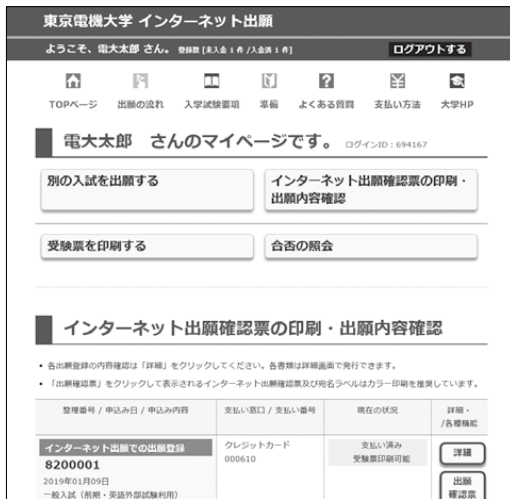 東京電機大学 インターネット出願
ようこそ、電大太郎 さん。 登録数 [未入金 1 件 /入金済 1 件] ログアウトする
TOPページ 出願の流れ 入学試験要項 準備 よくある質問 支払い方法 大学HP
電大太郎 さんのマイページです。 ログインID : 694167
別の入試を出願する
インターネット出願確認票の印刷・
出願内容確認
受験票を印刷する 合否の照会
インターネット出願確認票の印刷・出願内容確認
• 各出願登録の内容確認は「詳細」をクリックしてください。各書類は詳細画面で発行できます。
• 「出願確認票」をクリックして表示されるインターネット出願確認票及び宛名ラベルはカラー印刷を推奨しています。
整理番号 / 申込み日 / 申込み内容 支払い窓口 / 支払い番号 現在の状況 詳細・
/各種機能
インターネット出願での出願登録 クレジットカード 支払い済み
8200001 000610 受験票印刷可能 詳細
2019年01月09日
一般入試（前期・英語外部試験利用）
出願
確認票